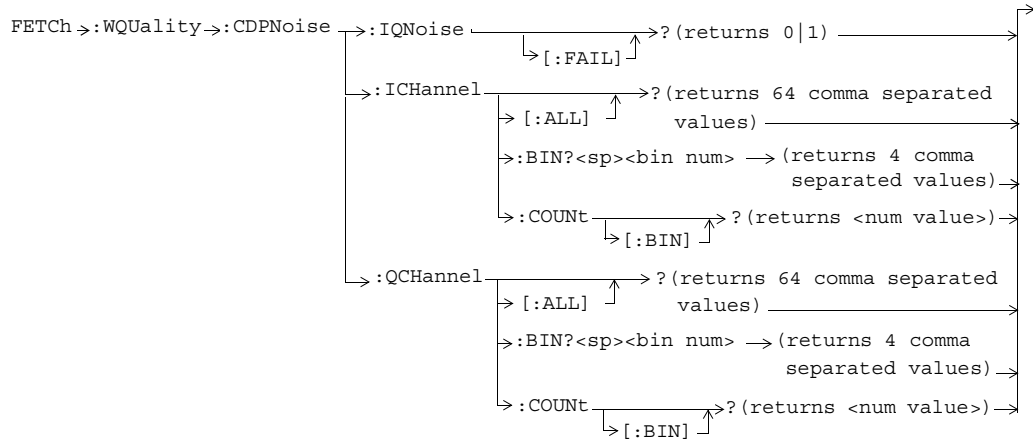 FETCh :WQUality :CDPNoise :IQNoise ?(returns 0|1)
[:FAIL]
:ICHannel ?(returns 64 comma separated
[:ALL] values)
:BIN?<sp><bin num> (returns 4 comma
separated values)
:COUNt ?(returns <num value>)
[:BIN]
:QCHannel ?(returns 64 comma separated
[:ALL] values)
:BIN?<sp><bin num> (returns 4 comma
separated values)
:COUNt ?(returns <num value>)
[:BIN]